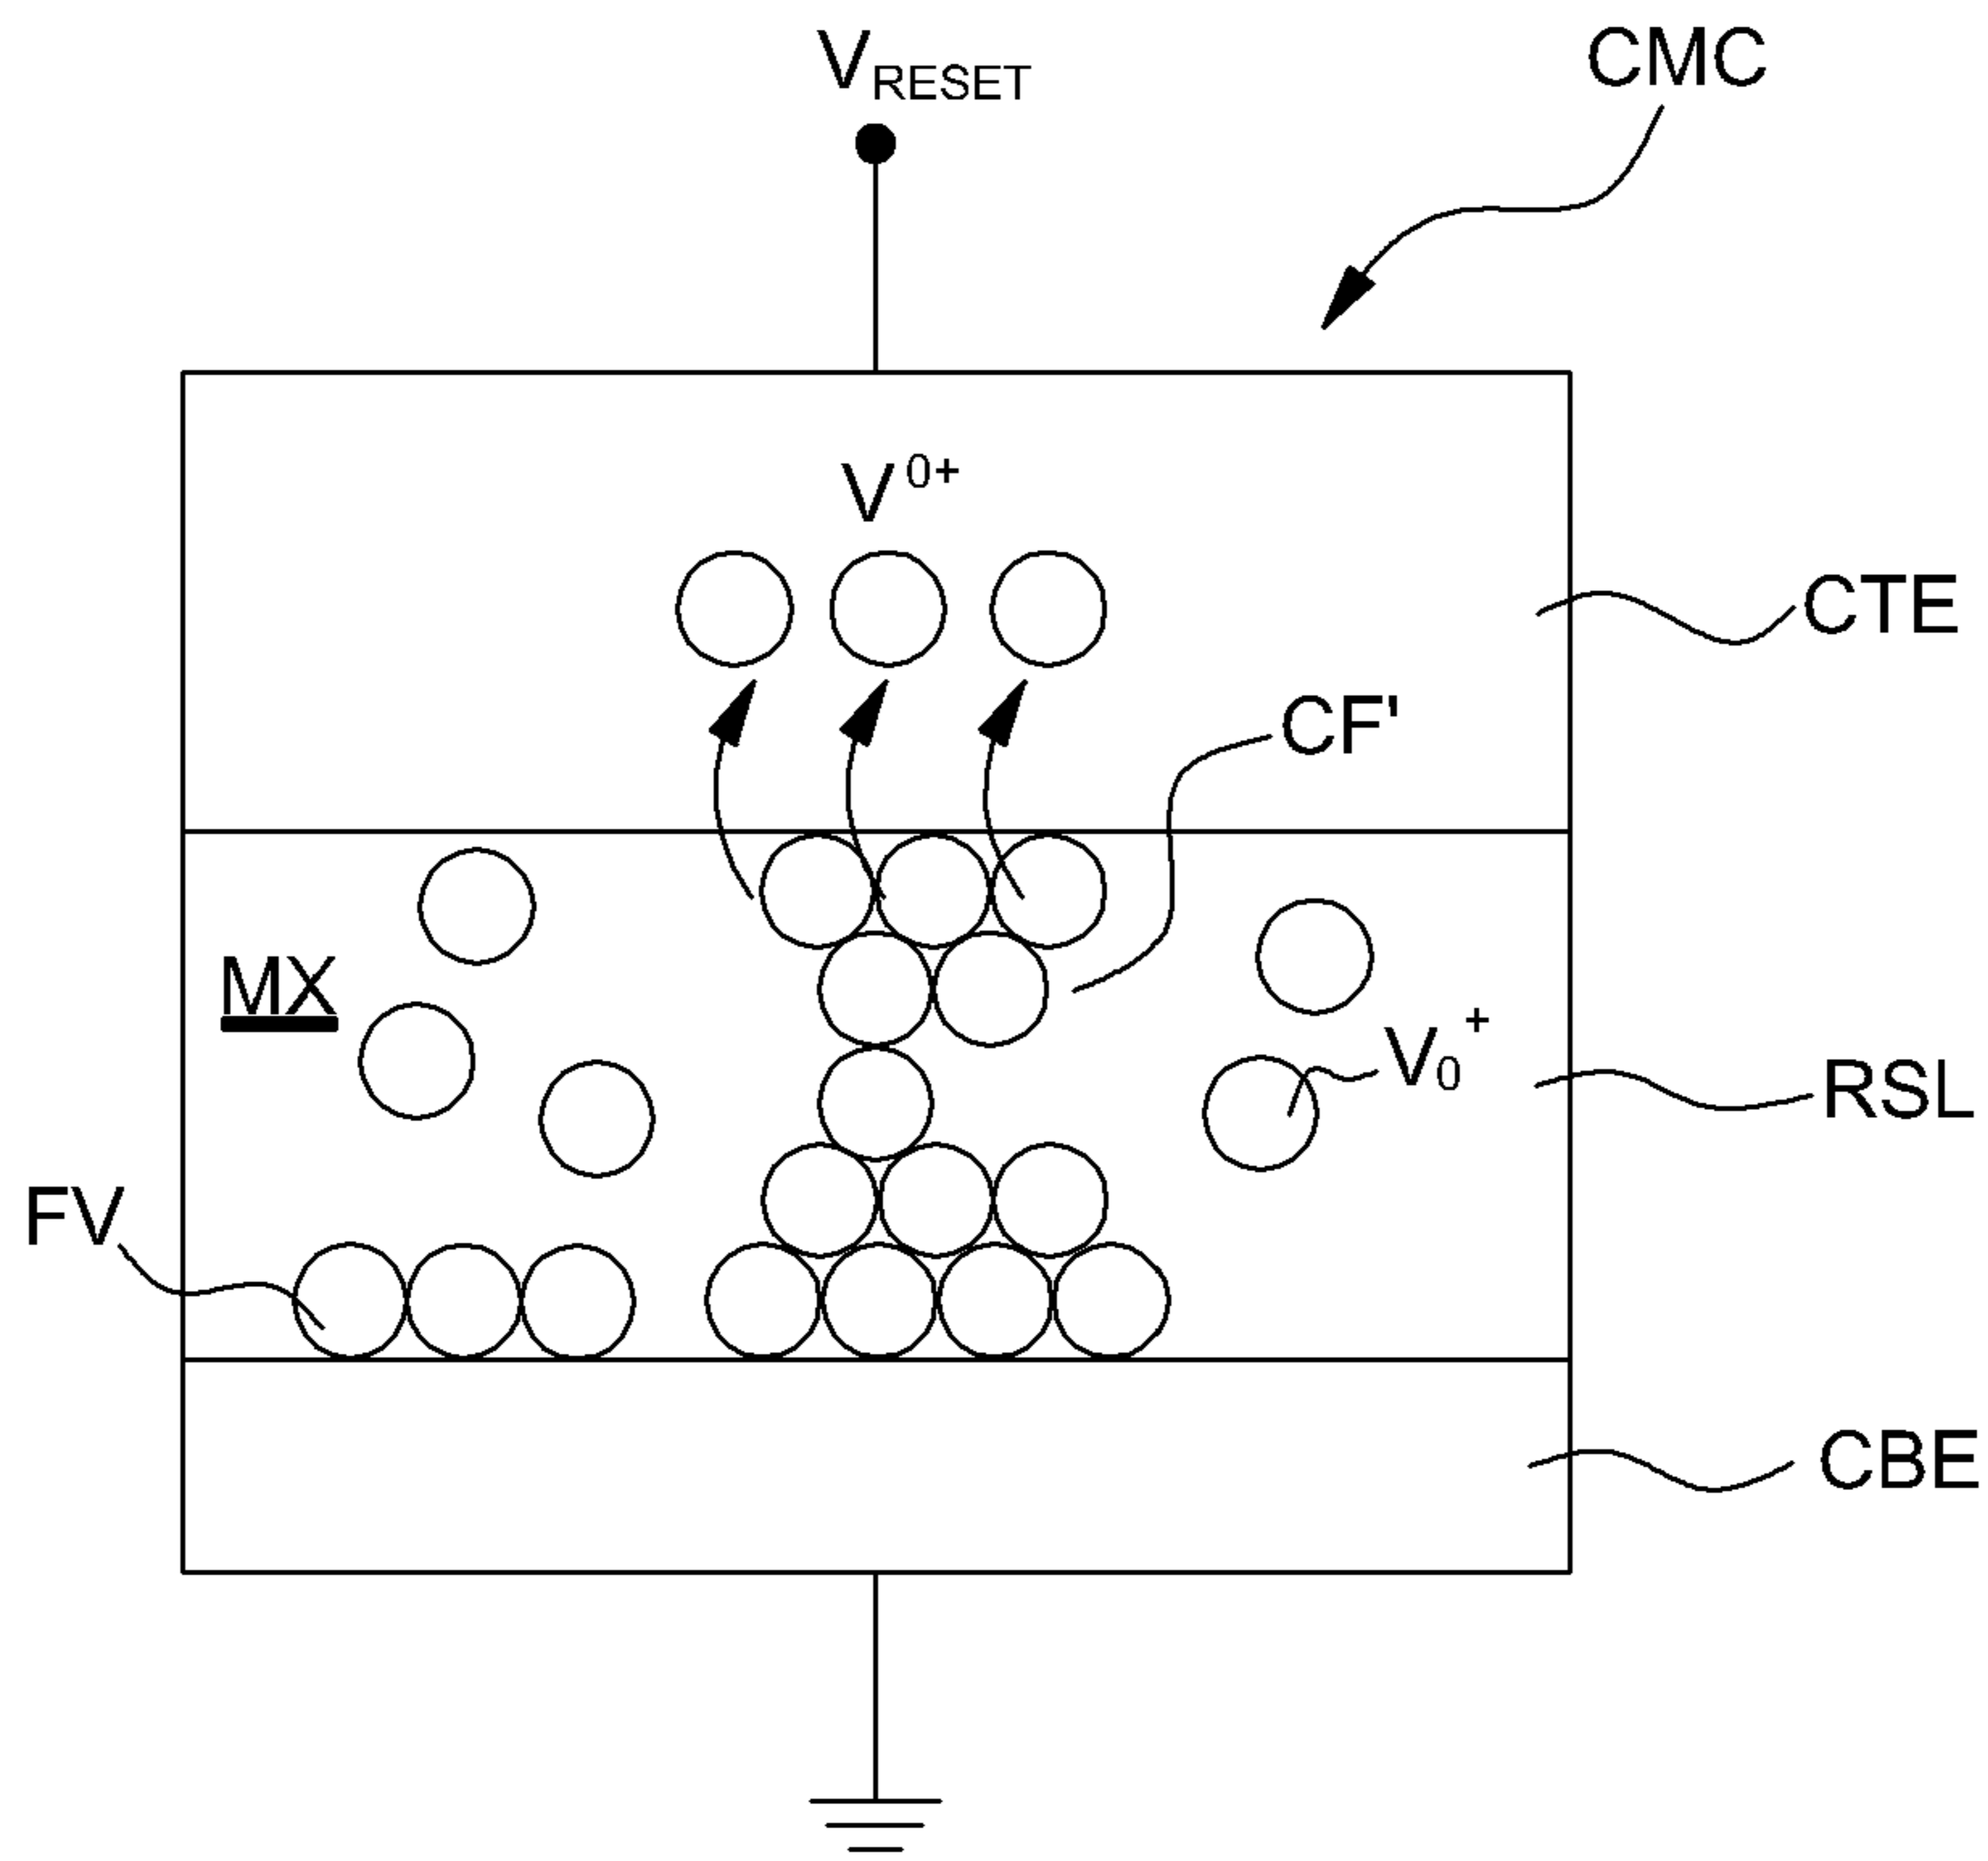 V_RESET
CMC
V^0+
CTE
CF'
MX
V_0^+
RSL
FV
CBE